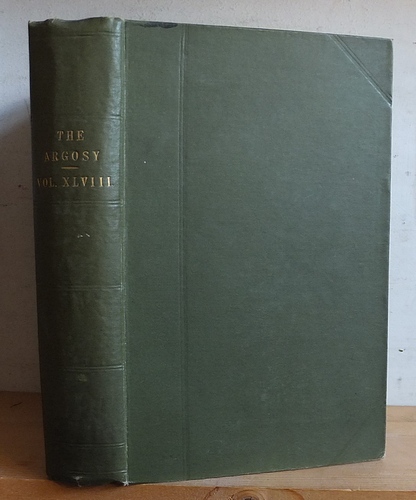 THE
ARGOSY
VOL. XLVIII